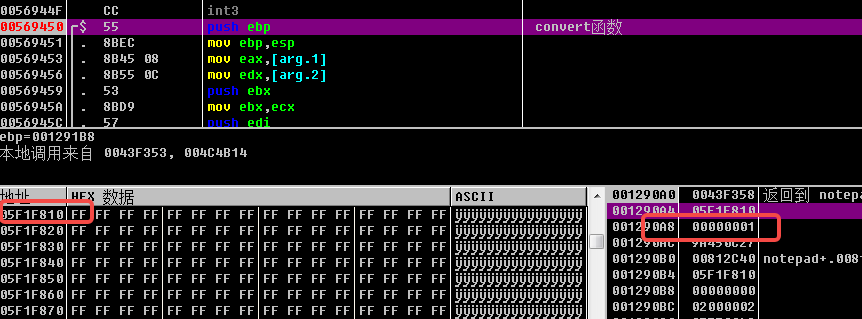 0056944F CC int3
00569450 $ 55 push ebp convert函数
00569451 . 8BEC mov ebp,esp
00569453 . 8B45 08 mov eax,[arg.1]
00569456 . 8B55 0C mov edx,[arg.2]
00569459 . 53 push ebx
0056945A . 8BD9 mov ebx,ecx
0056945C . 57 push edi
ebp=001291B8
本地调用来自 0043F353, 004C4B14
地址 HEX 数据 ASCII
05F1F810 FF FF FF FF FF FF FF FF FF FF FF FF FF FF FF FF ÿÿÿÿÿÿÿÿÿÿÿÿÿÿÿÿ
05F1F820 FF FF FF FF FF FF FF FF FF FF FF FF FF FF FF FF ÿÿÿÿÿÿÿÿÿÿÿÿÿÿÿÿ
05F1F830 FF FF FF FF FF FF FF FF FF FF FF FF FF FF FF FF ÿÿÿÿÿÿÿÿÿÿÿÿÿÿÿÿ
05F1F840 FF FF FF FF FF FF FF FF FF FF FF FF FF FF FF FF ÿÿÿÿÿÿÿÿÿÿÿÿÿÿÿÿ
05F1F850 FF FF FF FF FF FF FF FF FF FF FF FF FF FF FF FF ÿÿÿÿÿÿÿÿÿÿÿÿÿÿÿÿ
05F1F860 FF FF FF FF FF FF FF FF FF FF FF FF FF FF FF FF ÿÿÿÿÿÿÿÿÿÿÿÿÿÿÿÿ
05F1F870 FF FF FF FF FF FF FF FF FF FF FF FF FF FF FF FF ÿÿÿÿÿÿÿÿÿÿÿÿÿÿÿÿ
001290A0 0043F358 返回到 notep
001290A4 05F1F810
001290A8 00000001
001290B0 00812C40 notepad+.0081
001290B4 05F1F810
001290B8 00000000
001290BC 02000002